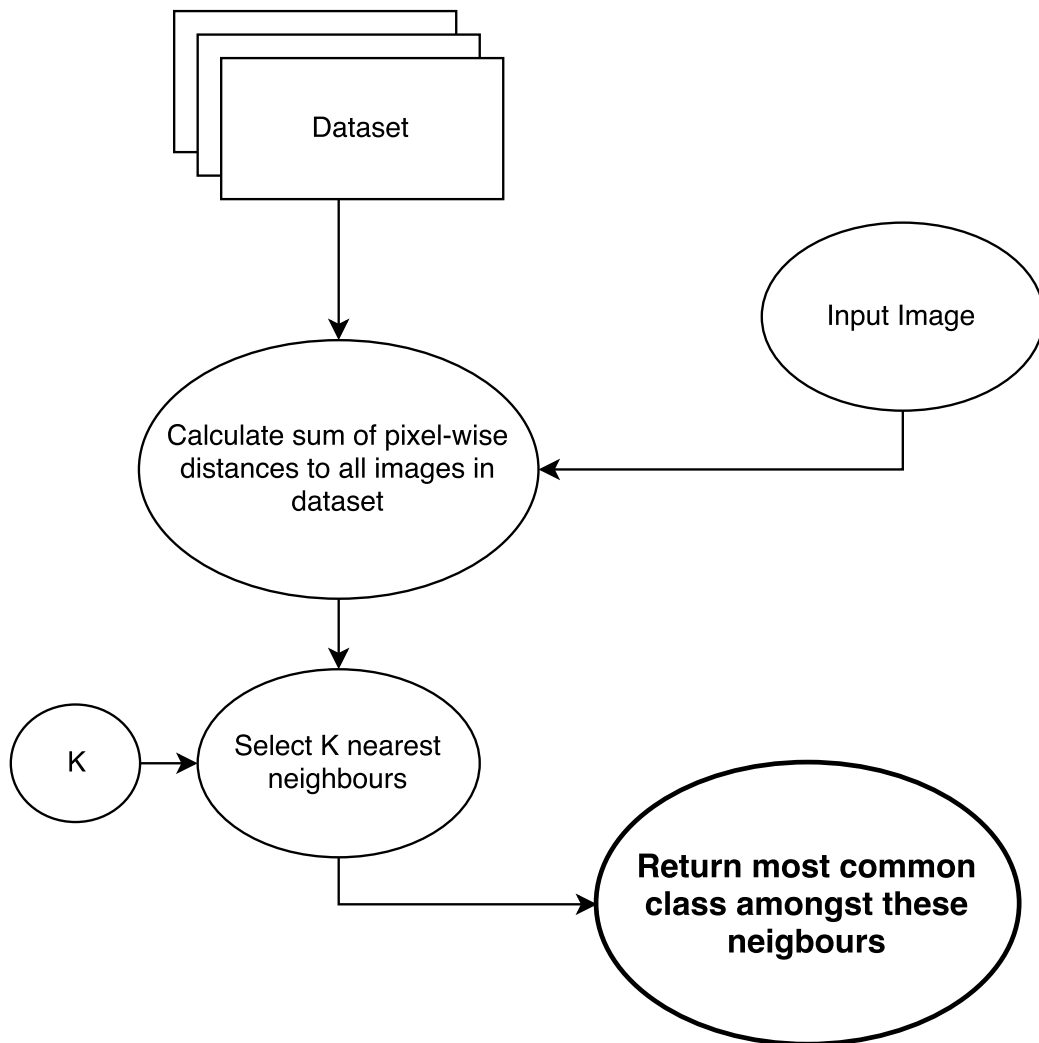 Dataset
Input Image
Calculate sum of pixel-wise
distances to all images in
dataset
K
Select K nearest
neighbours
Return most common
class amongst these
neigbours